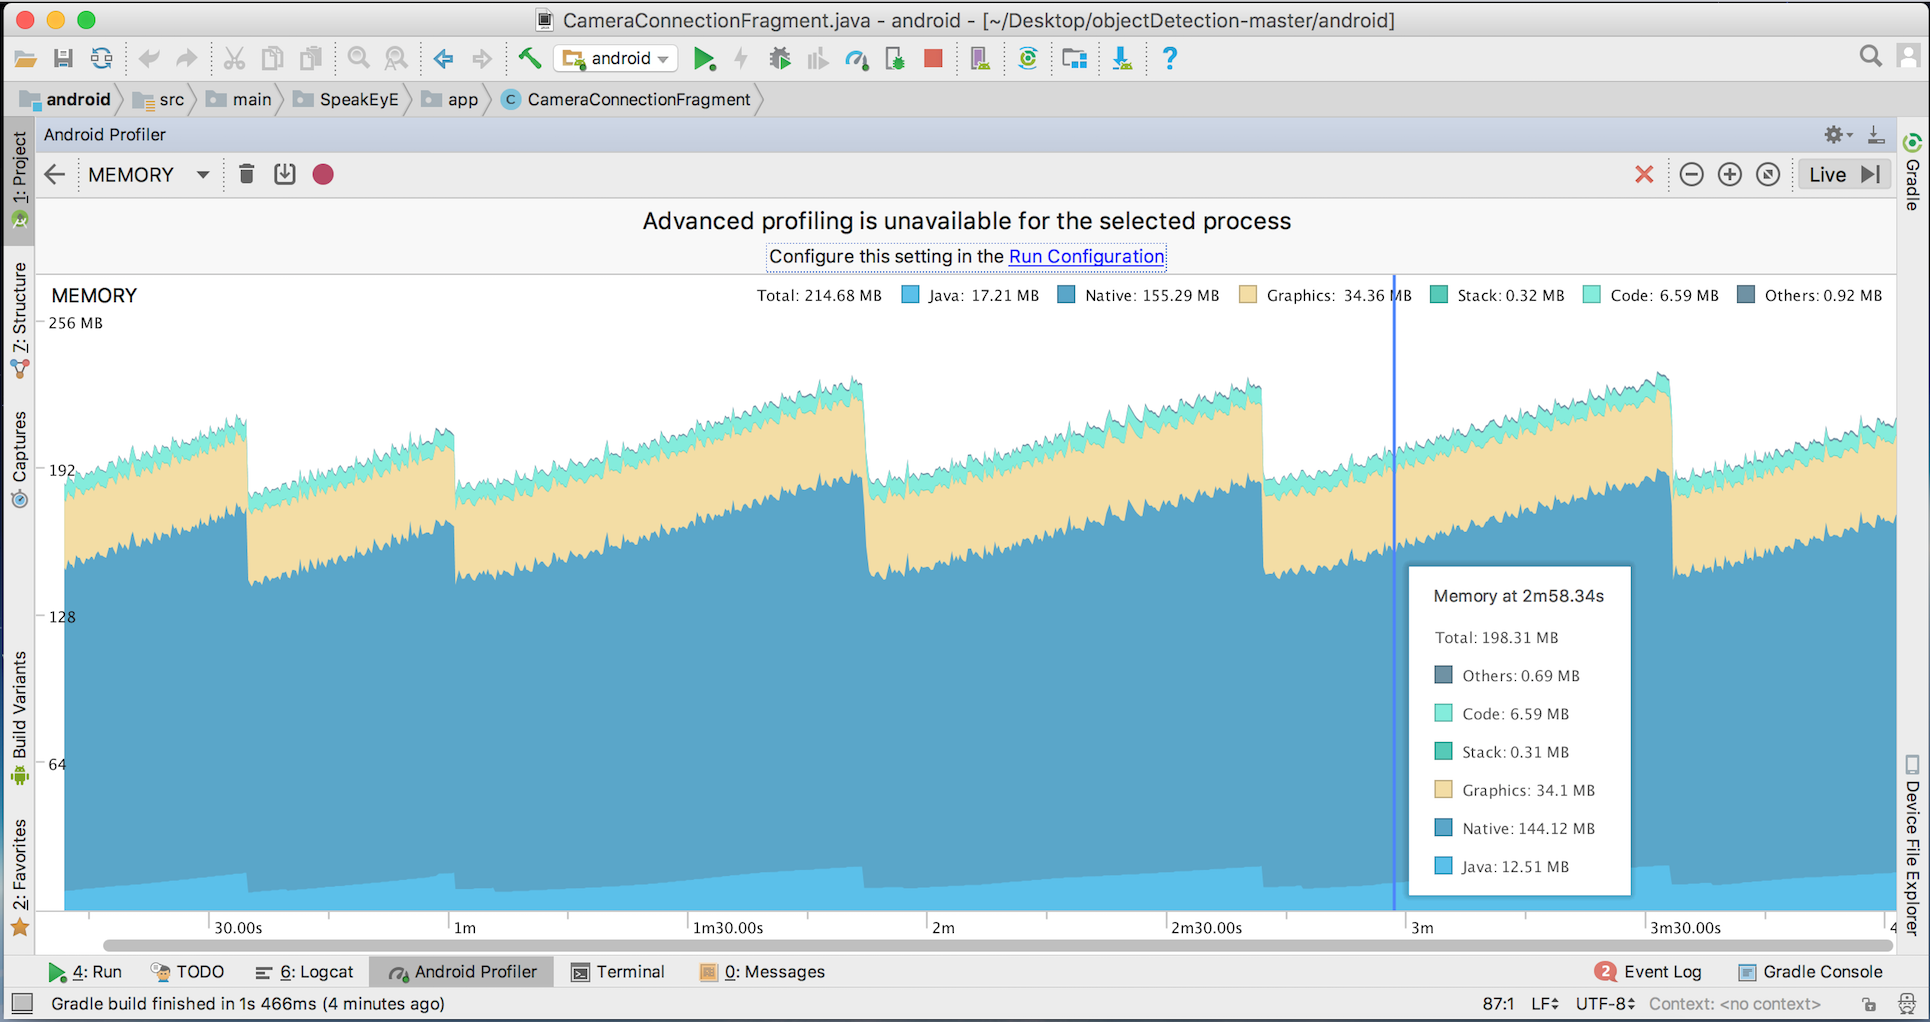 CameraConnectionFragment.java - android - [~/Desktop/objectDetection-master/android]
android
android src main SpeakEyE app C CameraConnectionFragment
Android Profiler
MEMORY
Live
Advanced profiling is unavailable for the selected process
Configure this setting in the Run Configuration
MEMORY
Total: 214.68 MB Java: 17.21 MB Native: 155.29 MB Graphics: 34.36 MB Stack: 0.32 MB Code: 6.59 MB Others: 0.92 MB
256 MB
192
128
64
Memory at 2m58.34s
Total: 198.31 MB
Others: 0.69 MB
Code: 6.59 MB
Stack: 0.31 MB
Graphics: 34.1 MB
Native: 144.12 MB
Java: 12.51 MB
30.00s 1m 1m30.00s 2m 2m30.00s 3m 3m30.00s 4
1: Project
Z: Structure
Captures
Build Variants
2: Favorites
Gradle
Device File Explorer
4: Run TODO 6: Logcat Android Profiler Terminal 0: Messages 2 Event Log Gradle Console
Gradle build finished in 1s 466ms (4 minutes ago) 87:1 LF UTF-8 Context: <no context>